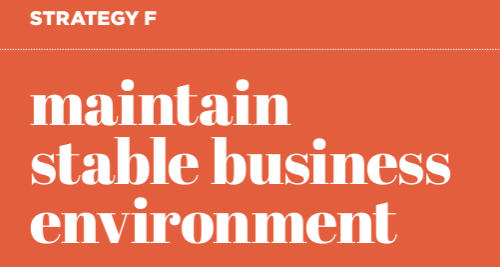 STRATEGY F
maintain
stable business
environment